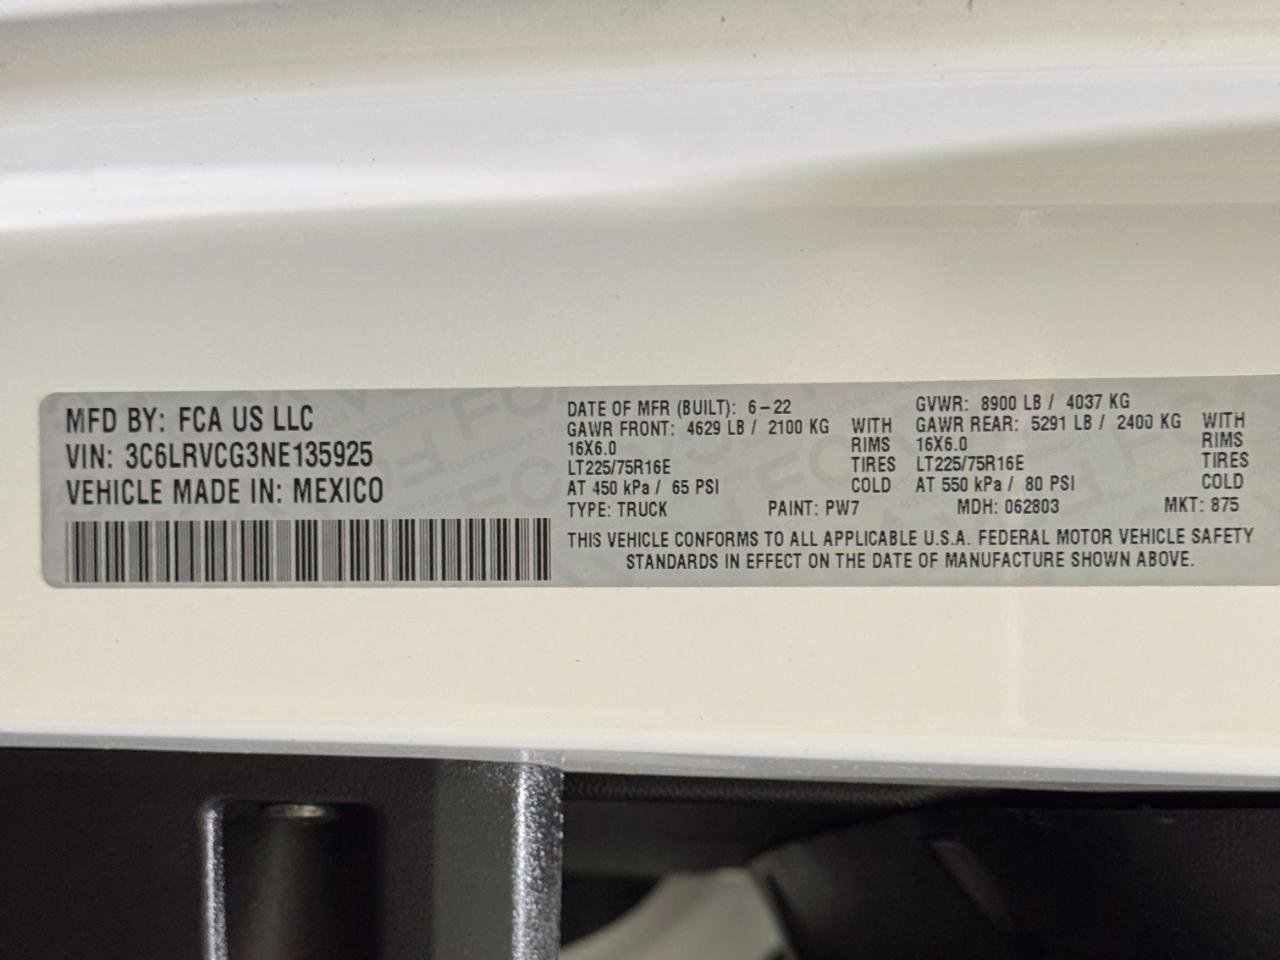 MFD BY: FCA US LLC
VIN: 3C6LRVCG3NE135925
VEHICLE MADE IN: MEXICO
DATE OF MFR (BUILT): 6-22
GVWR: 8900 LB / 4037 KG
GAWR FRONT: 4629 LB / 2100 KG WITH
16X6.0 RIMS
LT225/75R16E TIRES
AT 450 kPa / 65 PSI COLD
GAWR REAR: 5291 LB / 2400 KG WITH
16X6.0 RIMS
LT225/75R16E TIRES
AT 550 kPa / 80 PSI COLD
TYPE: TRUCK PAINT: PW7 MDH: 062803 MKT: 875
THIS VEHICLE CONFORMS TO ALL APPLICABLE U.S.A. FEDERAL MOTOR VEHICLE SAFETY
STANDARDS IN EFFECT ON THE DATE OF MANUFACTURE SHOWN ABOVE.